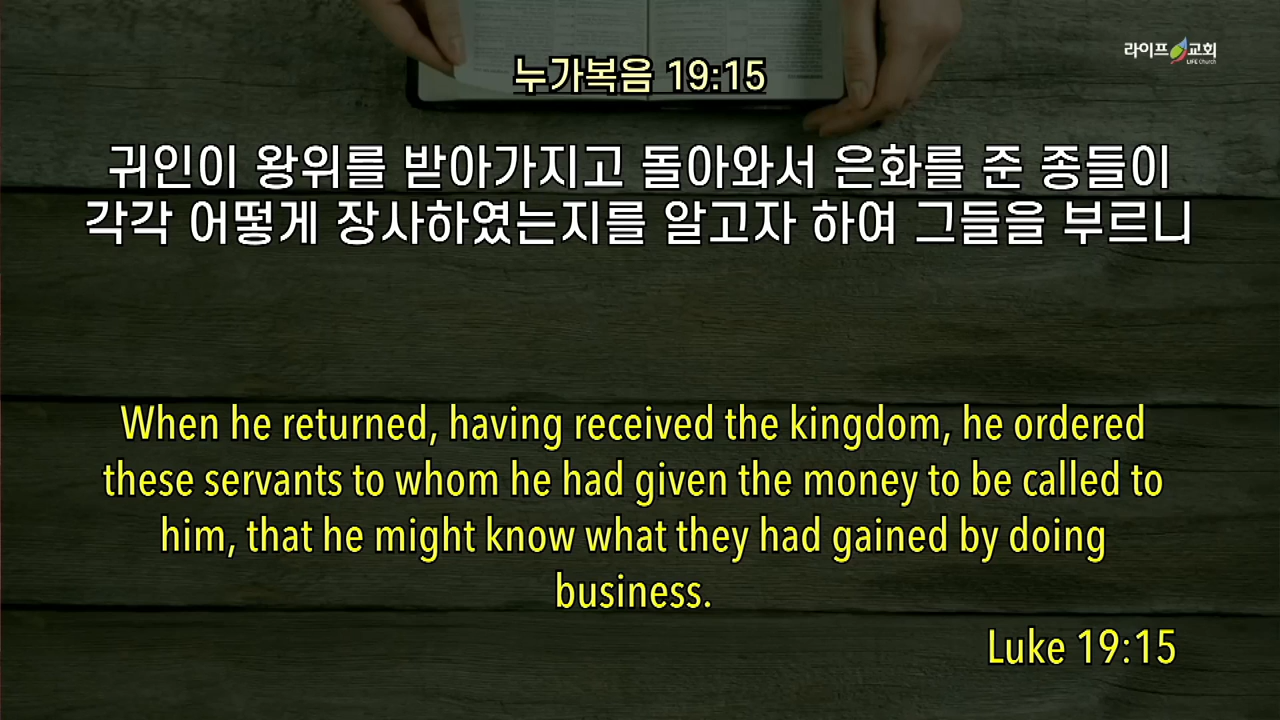 라이프 교회
LIFE Church
누가복음 19:15
귀인이 왕위를 받아가지고 돌아와서 은화를 준 종들이
각각 어떻게 장사하였는지를 알고자 하여 그들을 부르니
When he returned, having received the kingdom, he ordered
these servants to whom he had given the money to be called to
him, that he might know what they had gained by doing
business.
Luke 19:15